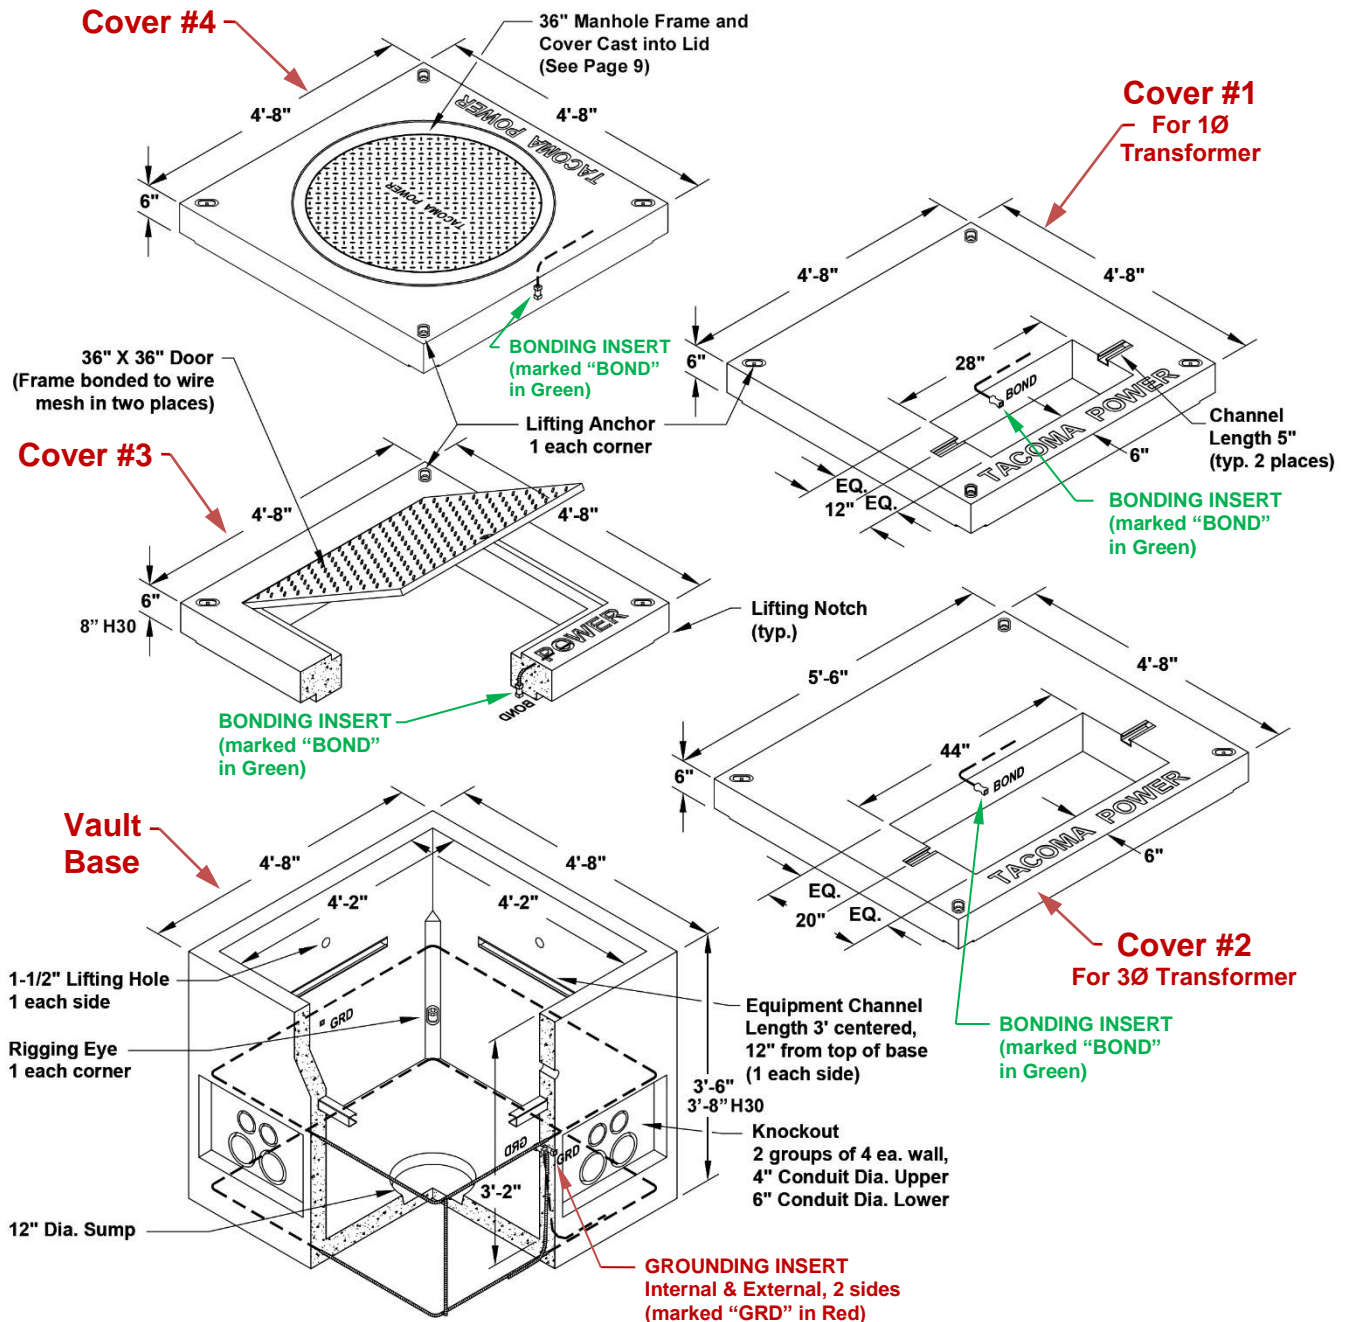 Cover #4
36" Manhole Frame and
Cover Cast into Lid
(See Page 9)
4'-8"
4'-8"
6"
TACOMA POWER
TACOMA POWER
BONDING INSERT
(marked “BOND”
in Green)
Cover #1
For 1Ø
Transformer
4'-8"
4'-8"
6"
28"
BOND
TACOMA POWER
6"
EQ.
12"
EQ.
Channel
Length 5"
(typ. 2 places)
BONDING INSERT
(marked “BOND”
in Green)
36" X 36" Door
(Frame bonded to wire
mesh in two places)
Lifting Anchor
1 each corner
Cover #3
4'-8"
4'-8"
6"
8” H30
POWER
BOND
Lifting Notch
(typ.)
BONDING INSERT
(marked “BOND”
in Green)
5'-6"
4'-8"
6"
44"
BOND
TACOMA POWER
6"
EQ.
20"
EQ.
Cover #2
For 3Ø Transformer
BONDING INSERT
(marked “BOND”
in Green)
Vault
Base
4'-8"
4'-8"
4'-2"
4'-2"
1-1/2" Lifting Hole
1 each side
GRD
Rigging Eye
1 each corner
Equipment Channel
Length 3' centered,
12" from top of base
(1 each side)
3'-6"
3’-8” H30
Knockout
2 groups of 4 ea. wall,
4" Conduit Dia. Upper
6" Conduit Dia. Lower
GRD
GRD
3'-2"
12" Dia. Sump
GROUNDING INSERT
Internal & External, 2 sides
(marked “GRD” in Red)